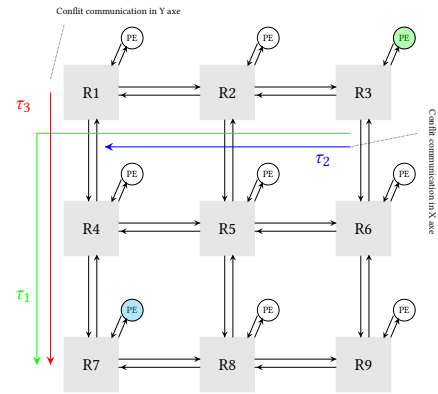 Conflit communication in Y axe
PE
PE
PE
R1
R2
R3
τ3
τ2
Conflit communication in X axe
PE
PE
PE
R4
R5
R6
τ1
PE
PE
PE
R7
R8
R9